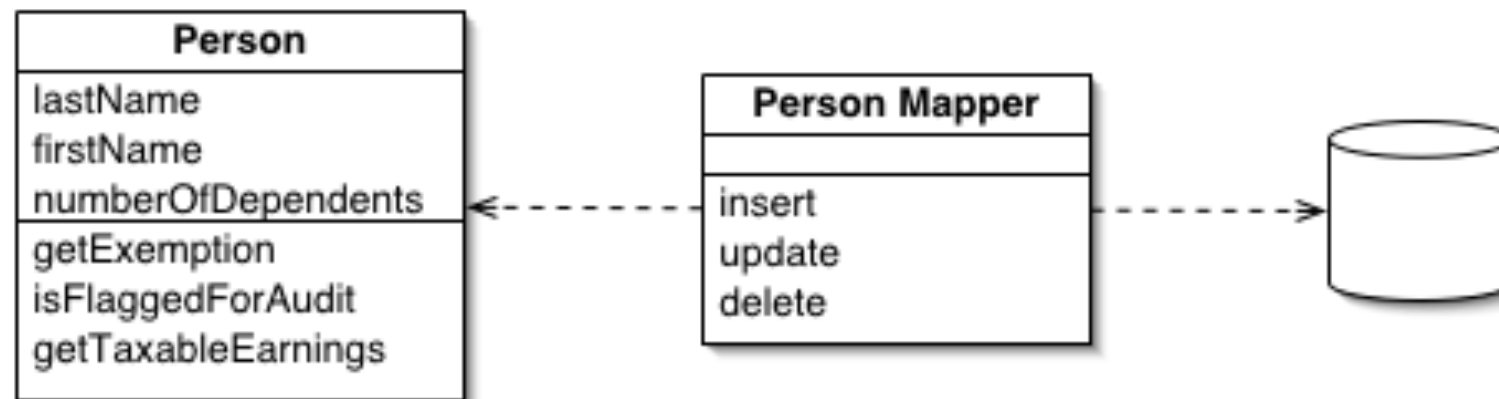 Person
lastName
firstName
numberOfDependents
getExemption
isFlaggedForAudit
getTaxableEarnings
Person Mapper
insert
update
delete